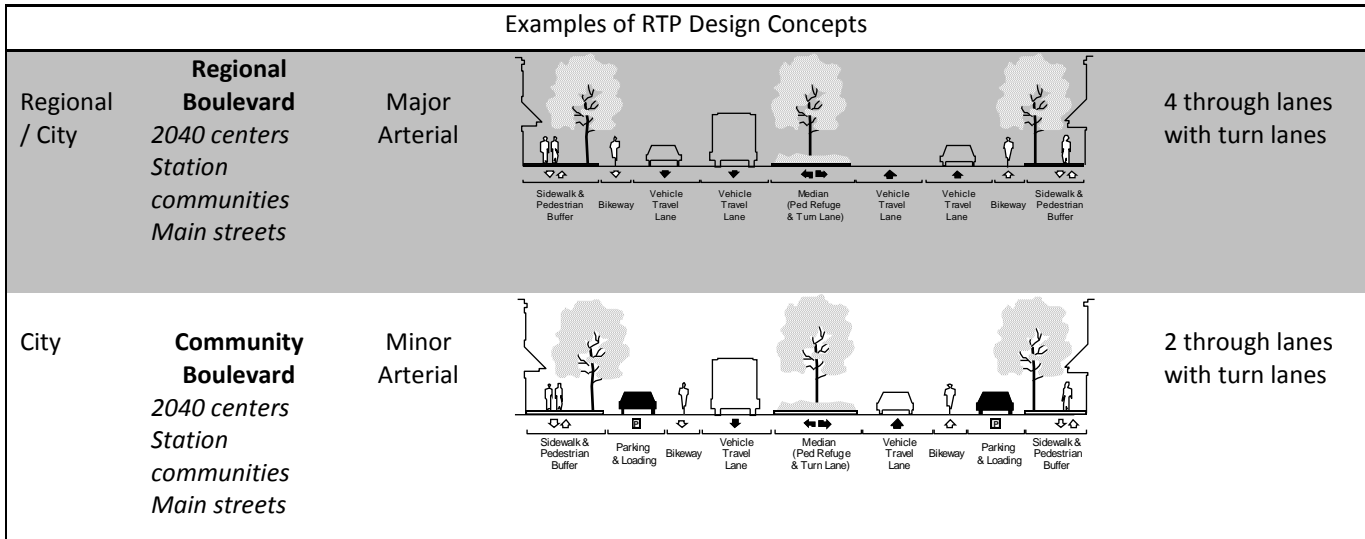 Examples of RTP Design Concepts
Regional
/ City
Regional
Boulevard
2040 centers
Station
communities
Main streets
Major
Arterial
Sidewalk &
Pedestrian
Buffer
Bikeway
Vehicle
Travel
Lane
Vehicle
Travel
Lane
Median
(Ped Refuge
& Turn Lane)
Vehicle
Travel
Lane
Vehicle
Travel
Lane
Bikeway
Sidewalk &
Pedestrian
Buffer
4 through lanes
with turn lanes
City
Community
Boulevard
2040 centers
Station
communities
Main streets
Minor
Arterial
P
P
Sidewalk &
Pedestrian
Buffer
Parking
& Loading
Bikeway
Vehicle
Travel
Lane
Median
(Ped Refuge
& Turn Lane)
Vehicle
Travel
Lane
Bikeway
Parking
& Loading
Sidewalk &
Pedestrian
Buffer
2 through lanes
with turn lanes